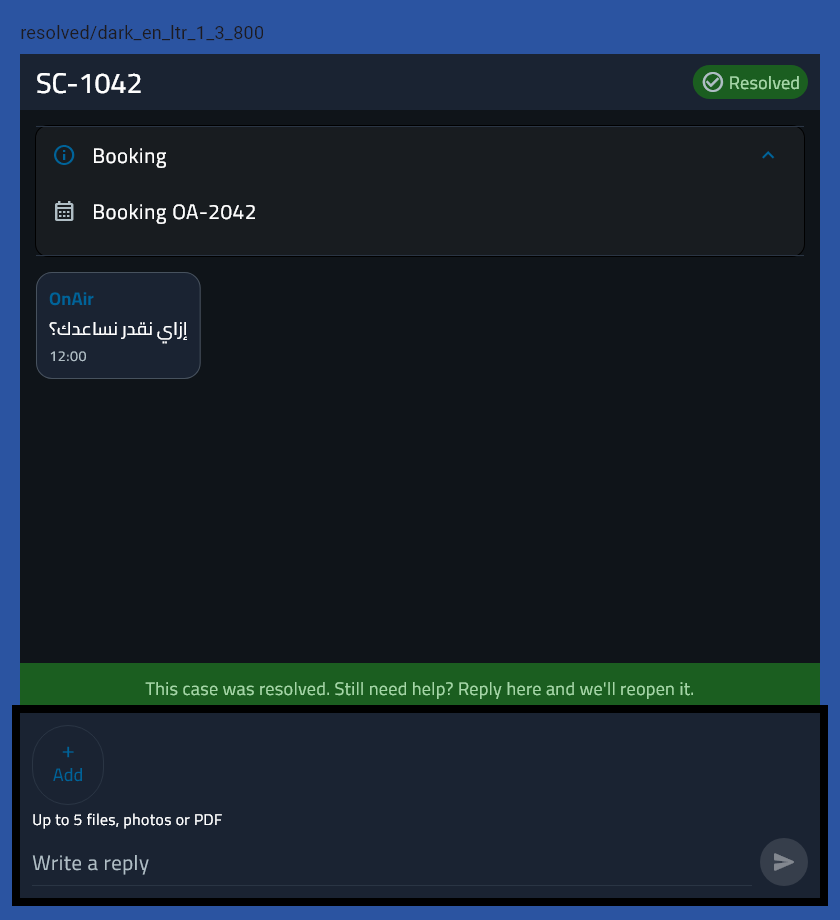 resolved/dark_en_ltr_1_3_800
SC-1042
Resolved
Booking
Booking OA-2042
OnAir
إزاي نقدر نساعدك؟
12:00
This case was resolved. Still need help? Reply here and we'll reopen it.
+
Add
Up to 5 files, photos or PDF
Write a reply